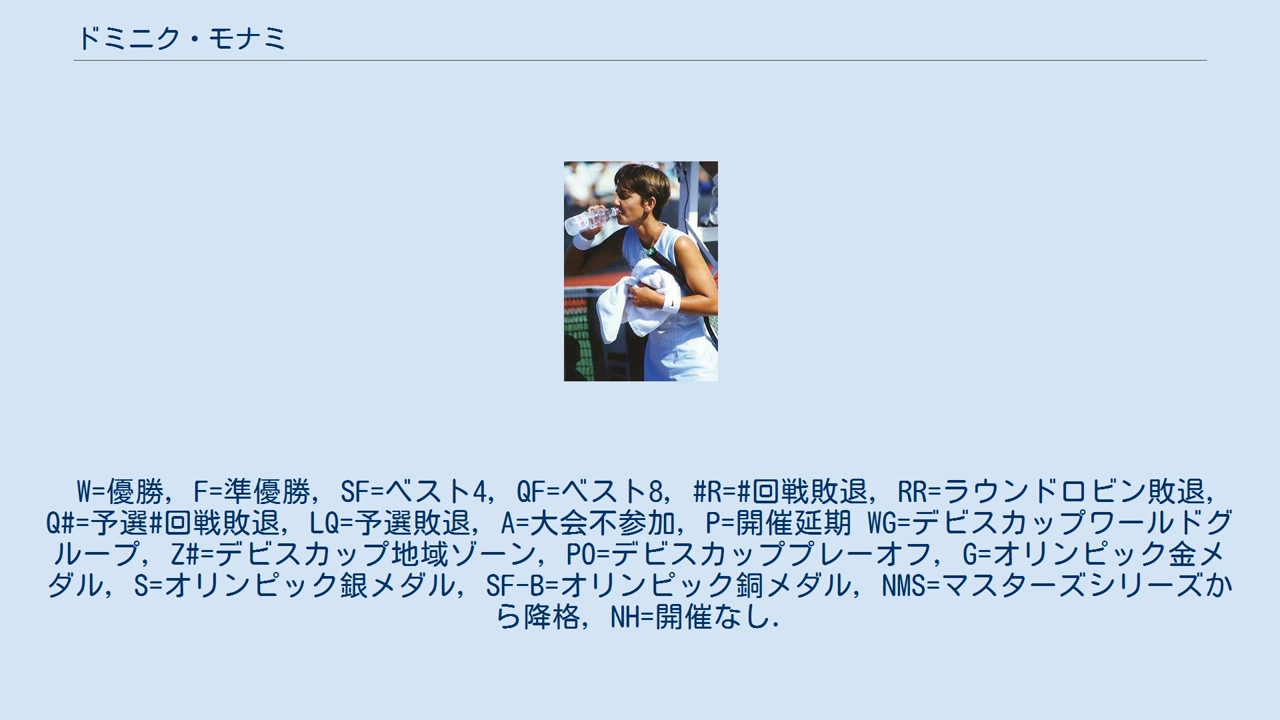 ドミニク・モナミ
W=優勝, F=準優勝, SF=ベスト4, QF=ベスト8, #R=#回戦敗退, RR=ラウンドロビン敗退,
Q#=予選#回戦敗退, LQ=予選敗退, A=大会不参加, P=開催延期 WG=デビスカップワールドグ
ループ, Z#=デビスカップ地域ゾーン, PO=デビスカッププレーオフ, G=オリンピック金メ
ダル, S=オリンピック銀メダル, SF-B=オリンピック銅メダル, NMS=マスターズシリーズか
ら降格, NH=開催なし.